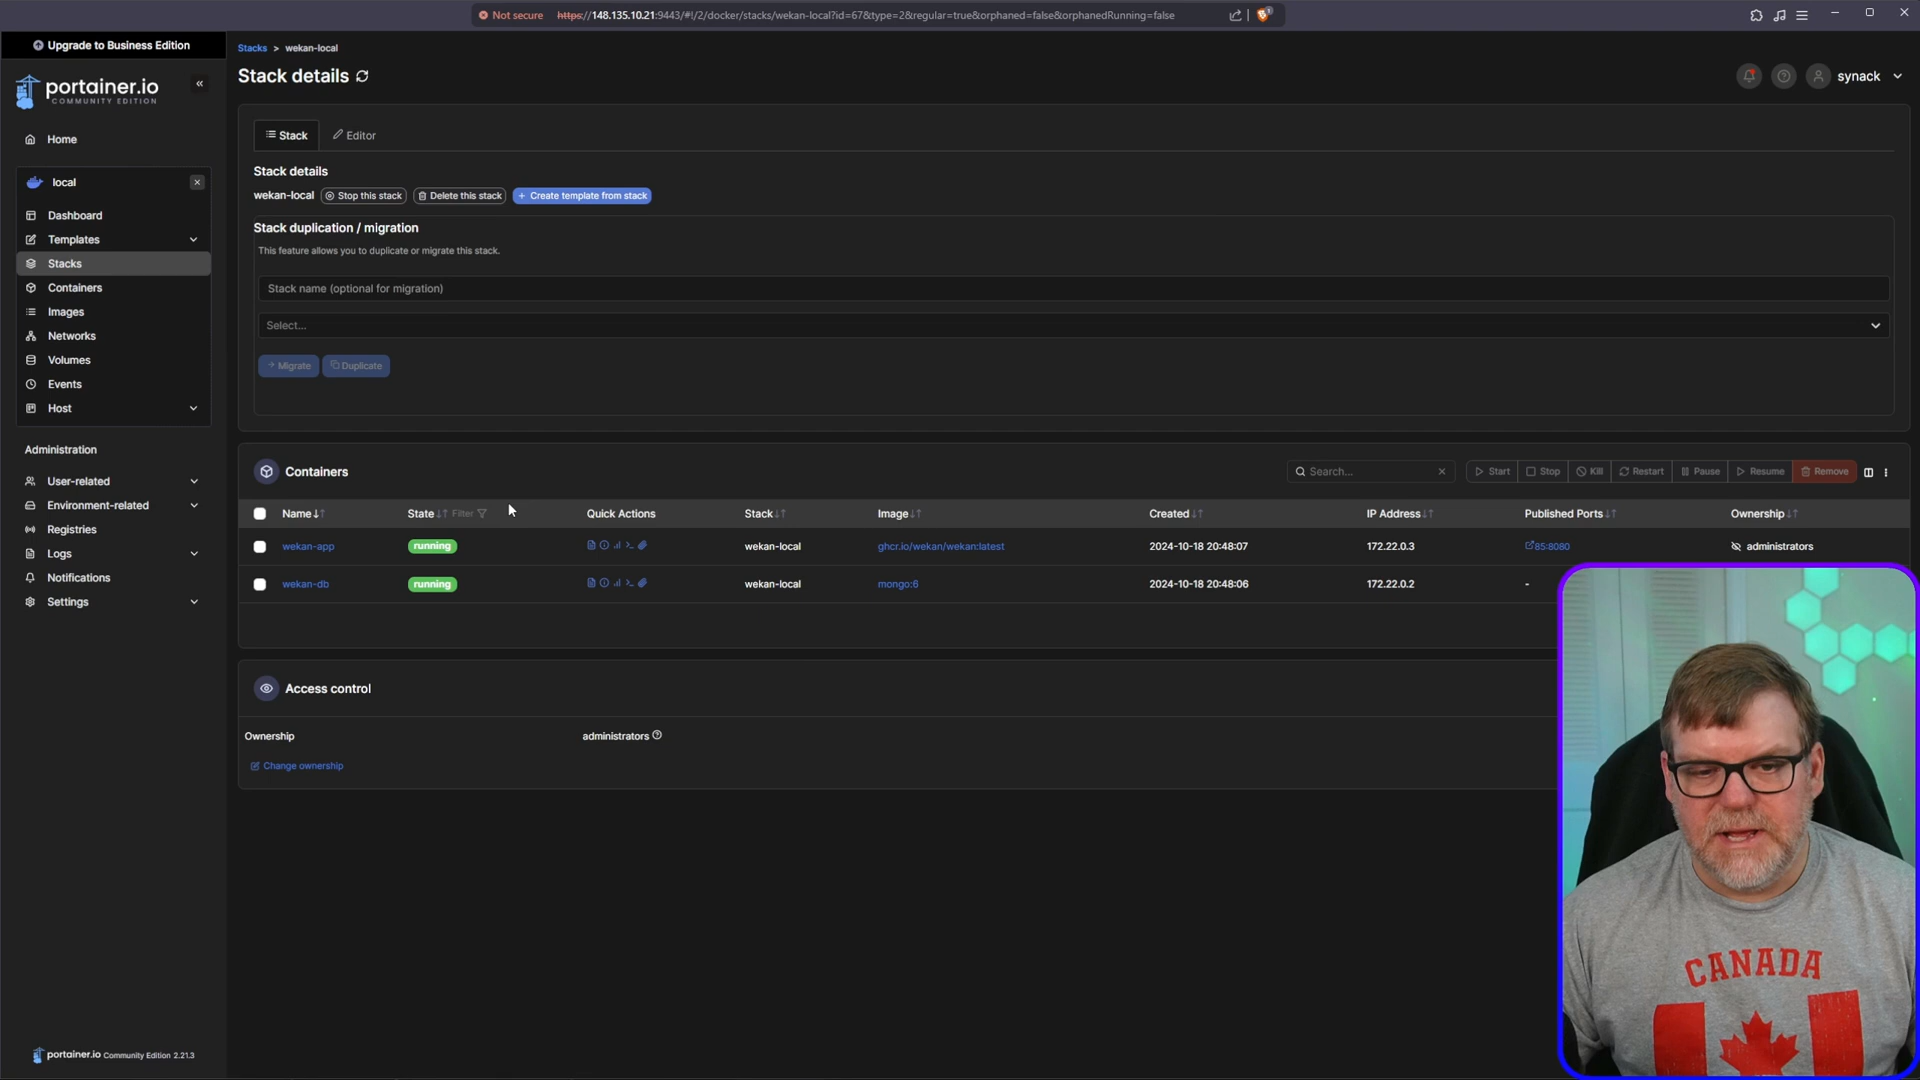 Not secure https://148.135.10.21:9443/#!/2/docker/stacks/wekan-local?id=67&type=2&regular=true&orphaned=false&orphanedRunning=false
Upgrade to Business Edition
portainer.io
COMMUNITY EDITION
Home
local
Dashboard
Templates
Stacks
Containers
Images
Networks
Volumes
Events
Host
Administration
User-related
Environment-related
Registries
Logs
Notifications
Settings
portainer.io Community Edition 2.21.3
Stacks > wekan-local
Stack details
synack
Stack Editor
Stack details
wekan-local Stop this stack Delete this stack + Create template from stack
Stack duplication / migration
This feature allows you to duplicate or migrate this stack.
Stack name (optional for migration)
Select...
Migrate Duplicate
Containers Search... Start Stop Kill Restart Pause Resume Remove
Name State Filter Quick Actions Stack Image Created IP Address Published Ports Ownership
wekan-app running wekan-local ghcr.io/wekan/wekan:latest 2024-10-18 20:48:07 172.22.0.3 85:8080 administrators
wekan-db running wekan-local mongo:6 2024-10-18 20:48:06 172.22.0.2 -
Access control
Ownership administrators
Change ownership
CANADA